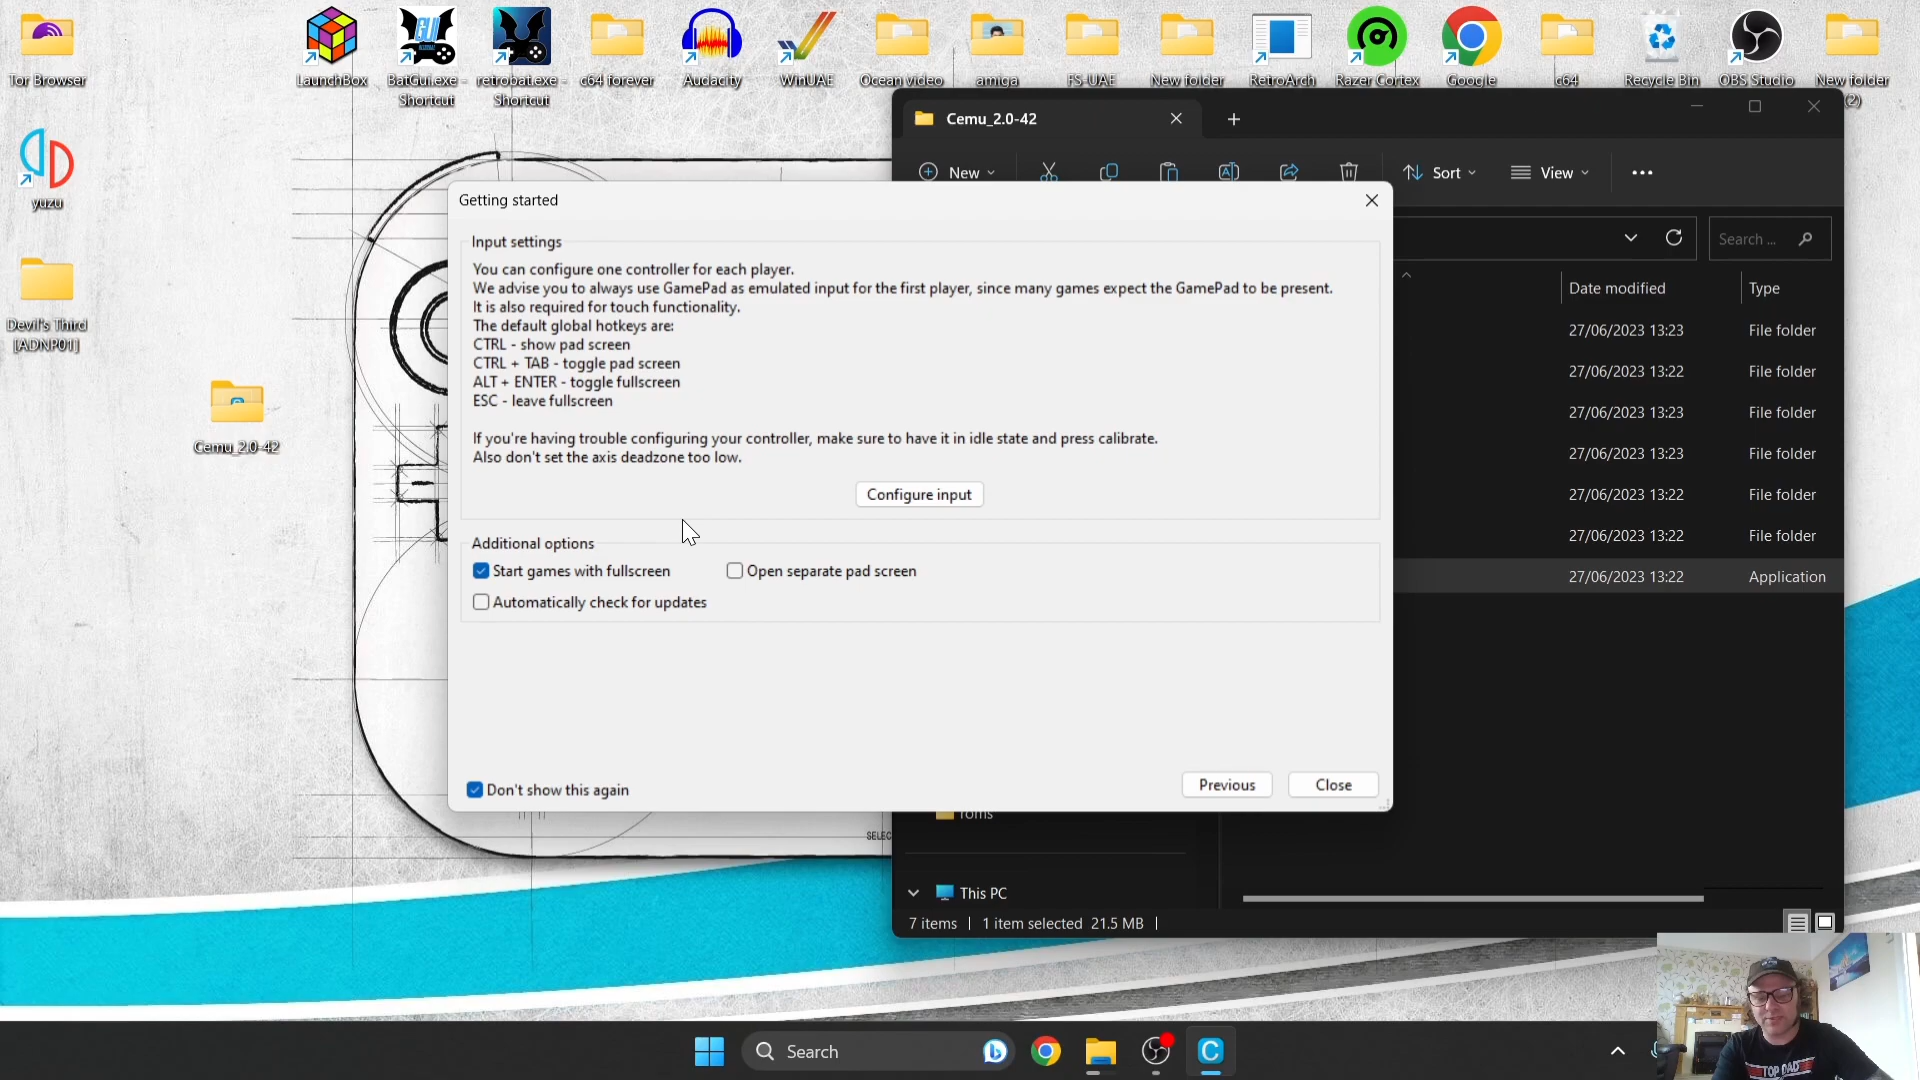 Tor Browser
LaunchBox
BatGui.exe -
Shortcut
retrobat.exe -
Shortcut
c64 forever
Audacity
WinUAE
Ocean video
amiga
FS-UAE
New folder
RetroArch
Razer Cortex
Google
c64
Recycle Bin
OBS Studio
New folder
(2)
yuzu
Devil's Third
[ADNP01]
Cemu_2.0-42
Cemu_2.0-42
New
Sort
View
Search ...
Date modified
Type
27/06/2023 13:23
File folder
27/06/2023 13:22
File folder
27/06/2023 13:23
File folder
27/06/2023 13:23
File folder
27/06/2023 13:22
File folder
27/06/2023 13:22
File folder
27/06/2023 13:22
Application
Getting started
Input settings
You can configure one controller for each player.
We advise you to always use GamePad as emulated input for the first player, since many games expect the GamePad to be present.
It is also required for touch functionality.
The default global hotkeys are:
CTRL - show pad screen
CTRL + TAB - toggle pad screen
ALT + ENTER - toggle fullscreen
ESC - leave fullscreen
If you're having trouble configuring your controller, make sure to have it in idle state and press calibrate.
Also don't set the axis deadzone too low.
Configure input
Additional options
Start games with fullscreen
Open separate pad screen
Automatically check for updates
Don't show this again
Previous
Close
roms
SELEC
This PC
7 items
1 item selected 21.5 MB
Search
TOP DAD